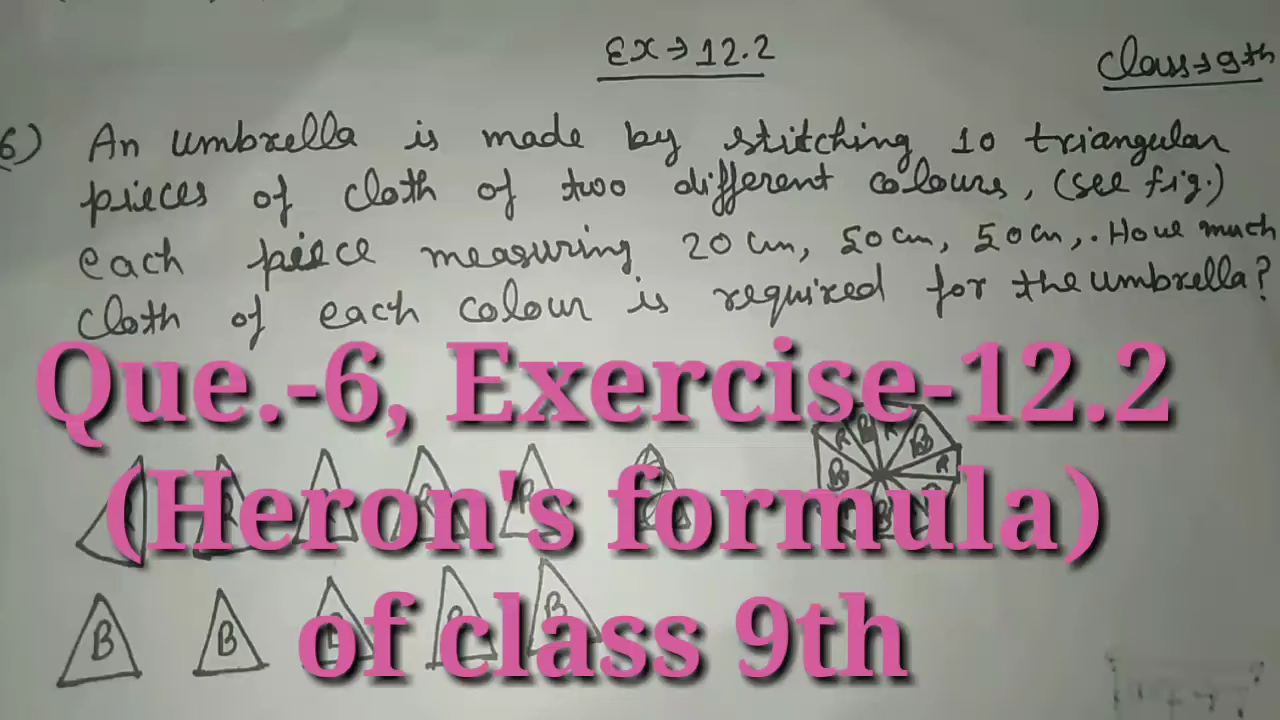 Ex → 12.2
Class → 9th
6) An umbrella is made by stitching 10 triangular
pieces of cloth of two different colours, (see fig.)
each piece measuring 20 cm, 50 cm, 50 cm,. How much
cloth of each colour is required for the umbrella?
Que.-6, Exercise-12.2
(Heron's formula)
of class 9th
R B R B
B R
B
R R
B B B B